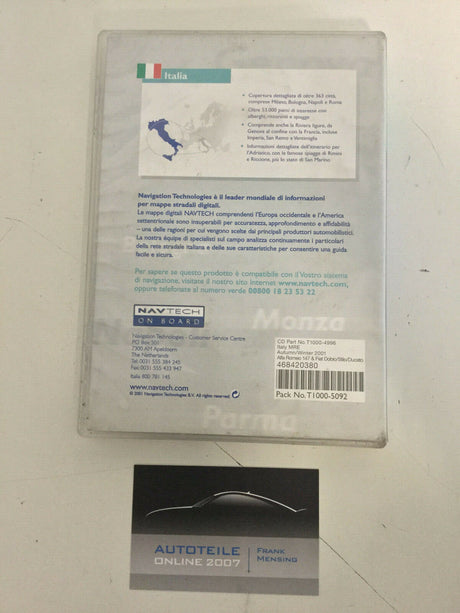 Italia
• Copertura dettagliata di oltre 363 città,
comprese Milano, Bologna, Napoli e Roma
• Oltre 53.000 punti di interesse con
alberghi, ristoranti e spiagge
• Comprende anche la Riviera ligure, da
Genova al confine con la Francia, incluse
Imperia, San Remo e Ventimiglia
• Informazioni dettagliate dell'itinerario per
l'Adriatico, con le famose spiagge di Rimini
e Riccione, più lo stato di San Marino
Navigation Technologies è il leader mondiale di informazioni
per mappe stradali digitali.
Le mappe digitali NAVTECH comprendenti l'Europa occidentale e l'America
settentrionale sono insuperabili per accuratezza, approfondimento e affidabilità
– una delle ragioni per cui vengono scelte dai principali produttori automobilistici.
La nostra équipe di specialisti sul campo analizza continuamente i particolari
della rete stradale italiana e delle sue caratteristiche per consentire una guida
facile e sicura.
Per sapere se questo prodotto è compatibile con il Vostro sistema
di navigazione, visitate il nostro sito Internet www.navtech.com,
oppure telefonate al numero verde 00800 18 23 53 22
NAVTECH
ON BOARD
Monza
Navigation Technologies - Customer Service Centre
PO Box 301
7300 AM Apeldoorn
The Netherlands
Tel: 0031 555 384 245
Fax: 0031 555 433 947
Italia 800 781 145
www.navtech.com
© 2001 Navigation Technologies B.V. All rights reserved.
CD Part No T1000-4996
Italy MRE
Autumn/Winter 2001
Alfa Romeo 147 & Fiat Doblo/Stilo/Ducato
468420380
Pack No. T1000-5092
Parma
AUTOTEILE
ONLINE 2007
FRANK
MENSING